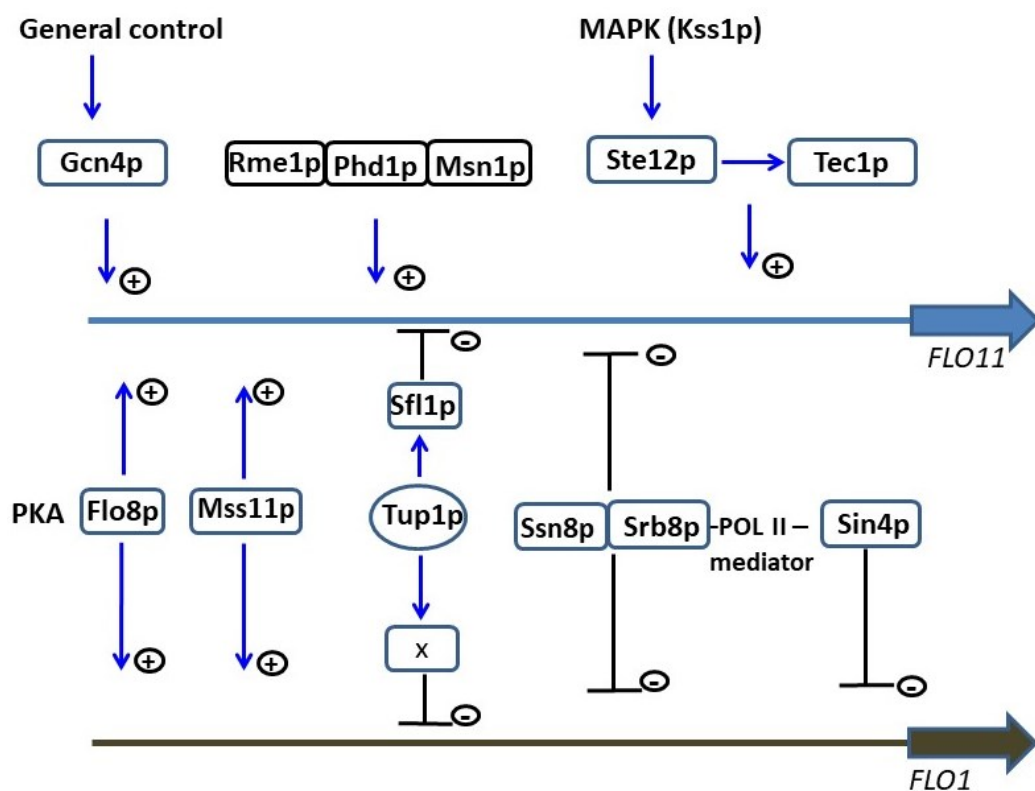 General control
MAPK (Kss1p)
Gcn4p
Rme1p Phd1p Msn1p
Ste12p
Tec1p
+
+
+
-
-
FLO11
+
+
Sfl1p
PKA
Flo8p
Mss11p
Tup1p
Ssn8p Srb8p -POL II –
mediator
Sin4p
+
+
x
-
-
-
FLO1